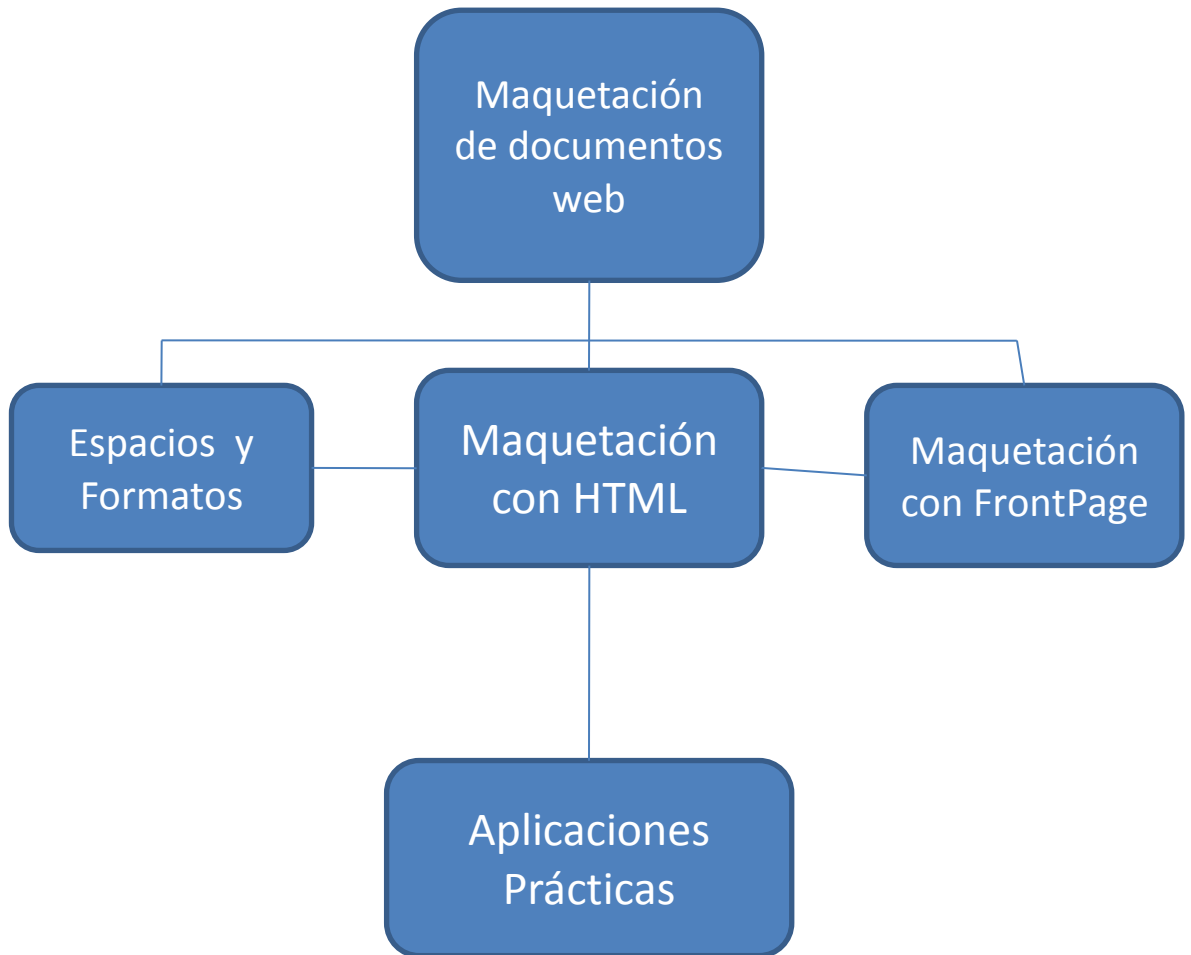 Maquetación
de documentos
web
Espacios y
Formatos
Maquetación
con HTML
Maquetación
con FrontPage
Aplicaciones
Prácticas